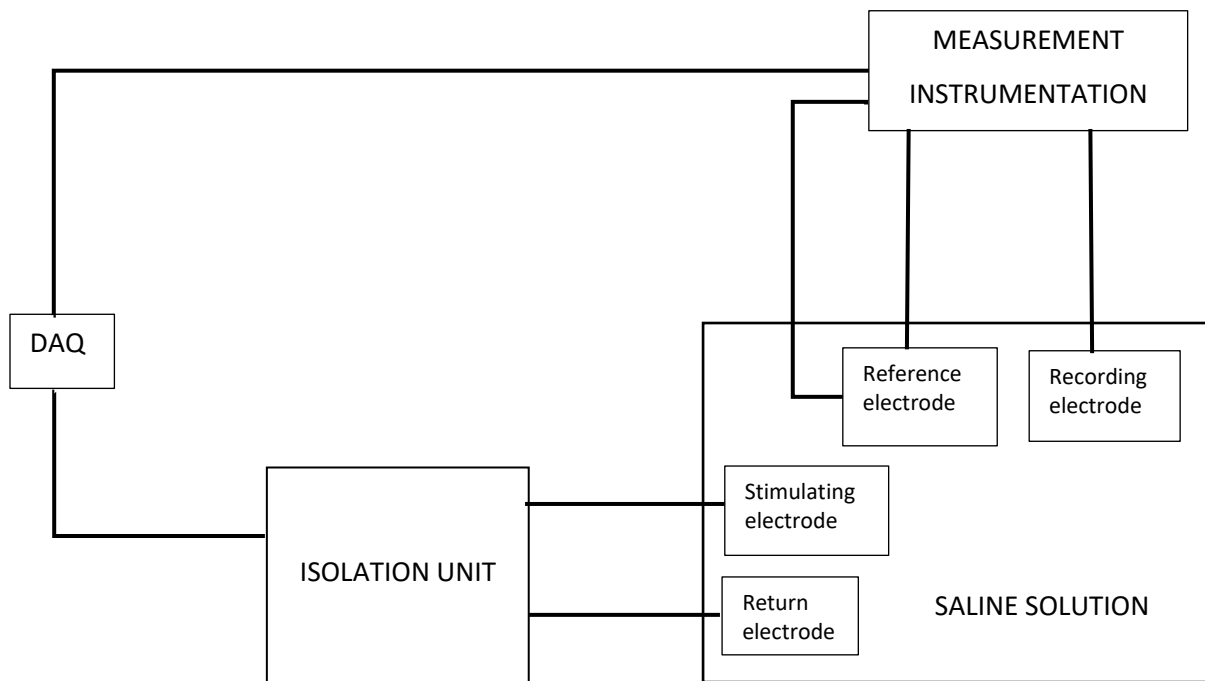 MEASUREMENT
INSTRUMENTATION
DAQ
Reference
electrode
Recording
electrode
Stimulating
electrode
ISOLATION UNIT
Return
electrode
SALINE SOLUTION